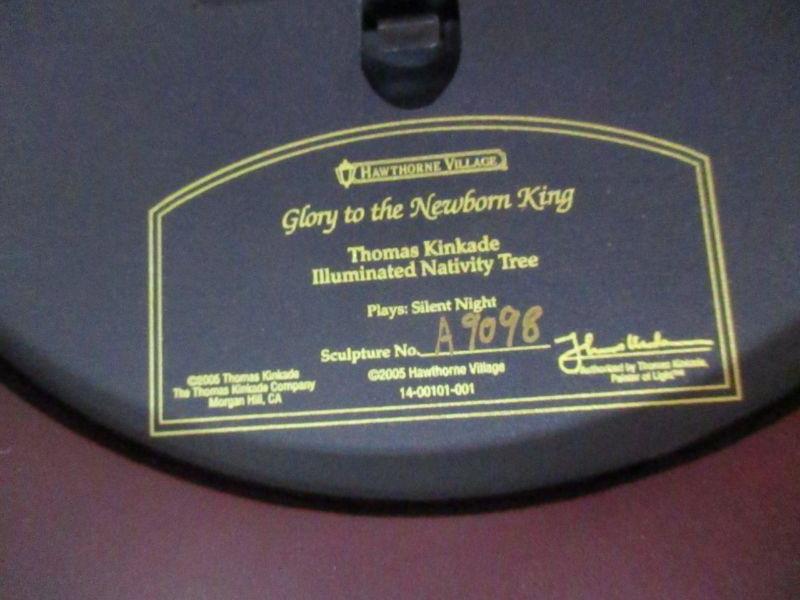 HAWTHORNE VILLAGE
Glory to the Newborn King
Thomas Kinkade
Illuminated Nativity Tree
Plays: Silent Night
Sculpture No. A9098
©2005 Thomas Kinkade
The Thomas Kinkade Company
Morgan Hill, CA
©2005 Hawthorne Village
14-00101-001
Authorized by Thomas Kinkade,
Painter of Light™